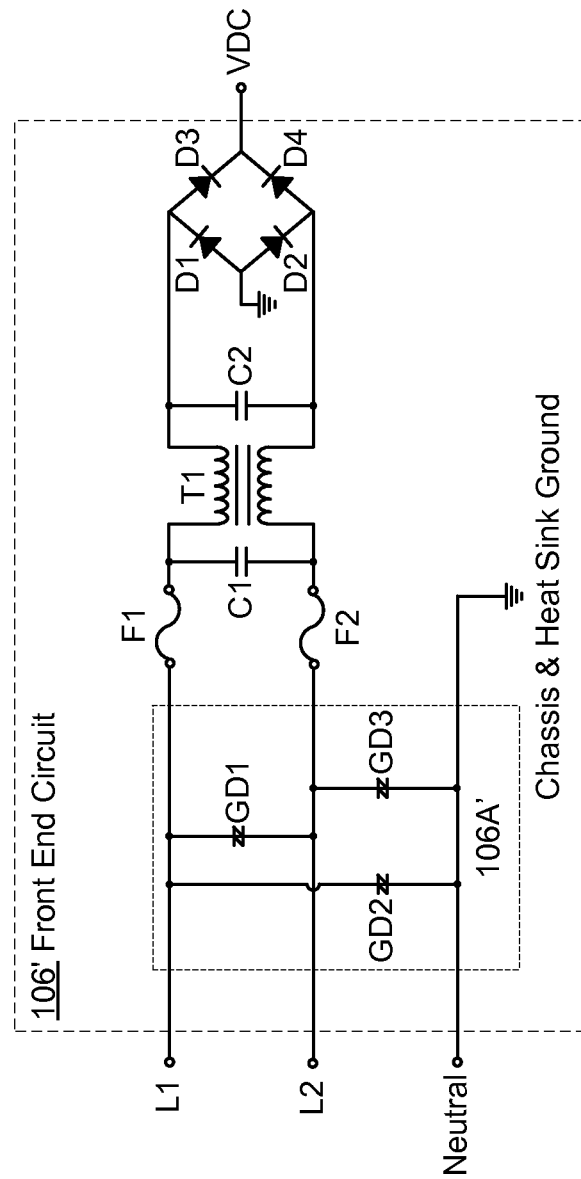 106' Front End Circuit
L1
L2
Neutral
GD1
GD2
GD3
106A'
F1
F2
C1
T1
C2
D1
D3
D2
D4
VDC
Chassis & Heat Sink Ground